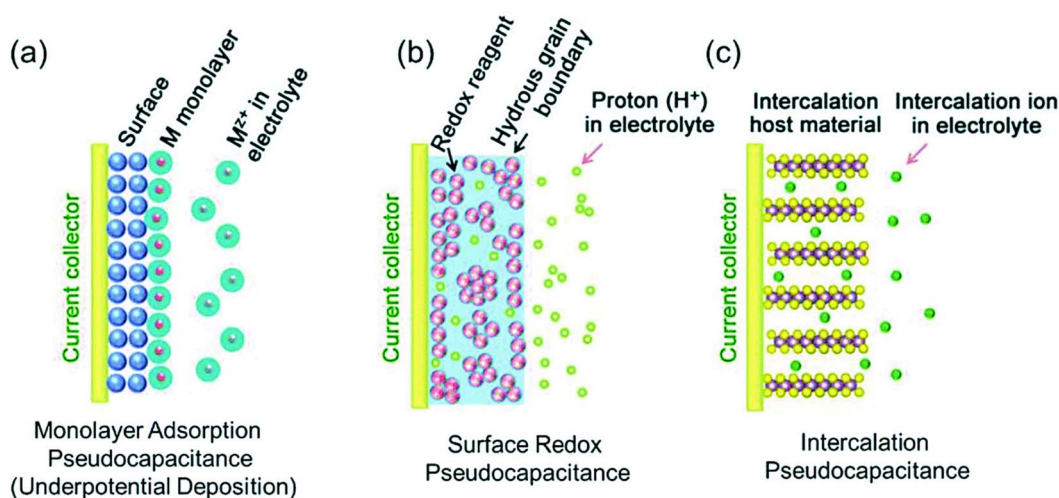 (a)
Surface
M monolayer
M^z+ in
electrolyte
Current collector
Monolayer Adsorption
Pseudocapacitance
(Underpotential Deposition)
(b)
Redox reagent
Hydrous grain
boundary
Proton (H⁺)
in electrolyte
Current collector
Surface Redox
Pseudocapacitance
(c)
Intercalation
host material
Intercalation ion
in electrolyte
Current collector
Intercalation
Pseudocapacitance